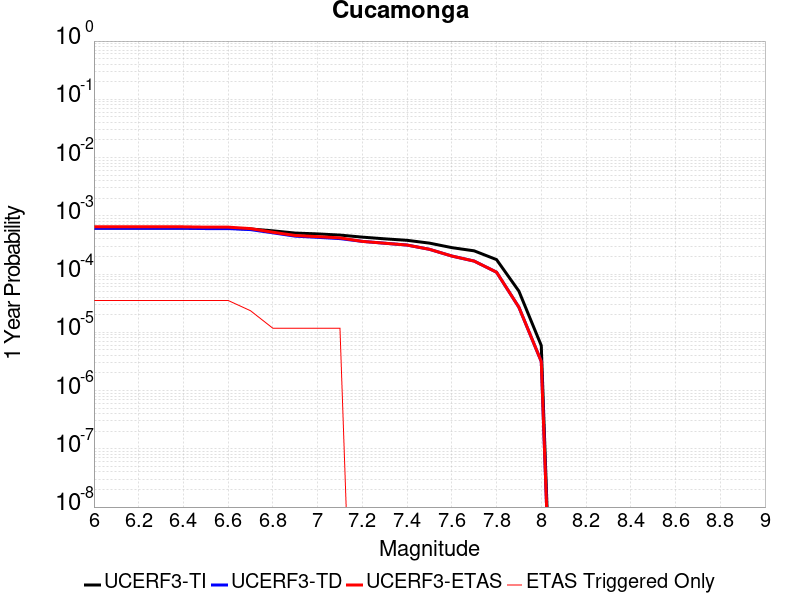 Cucamonga
10^0
10^-1
10^-2
10^-3
10^-4
10^-5
10^-6
10^-7
10^-8
1 Year Probability
6 6.2 6.4 6.6 6.8 7 7.2 7.4 7.6 7.8 8 8.2 8.4 8.6 8.8 9
Magnitude
UCERF3-TI UCERF3-TD UCERF3-ETAS ETAS Triggered Only